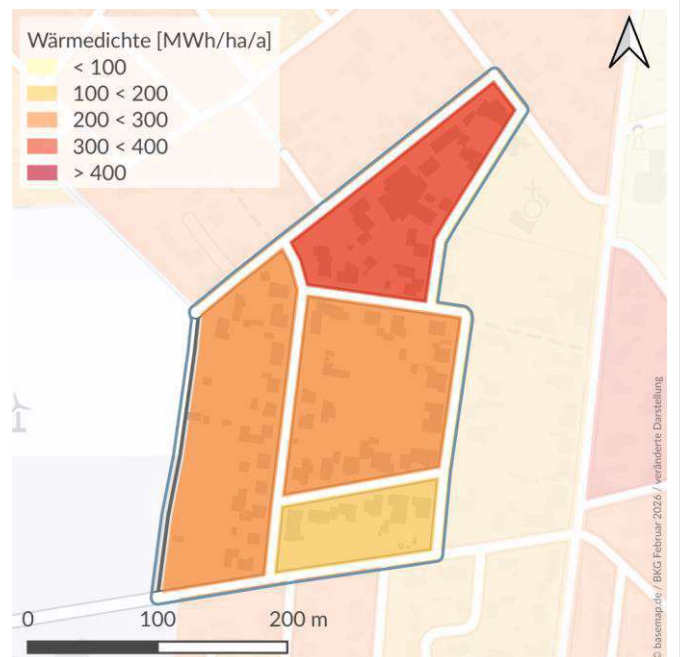 Wärmedichte [MWh/ha/a]
< 100
100 < 200
200 < 300
300 < 400
> 400
0 100 200 m
© basemap.de / BKG Februar 2026 / veränderte Darstellung